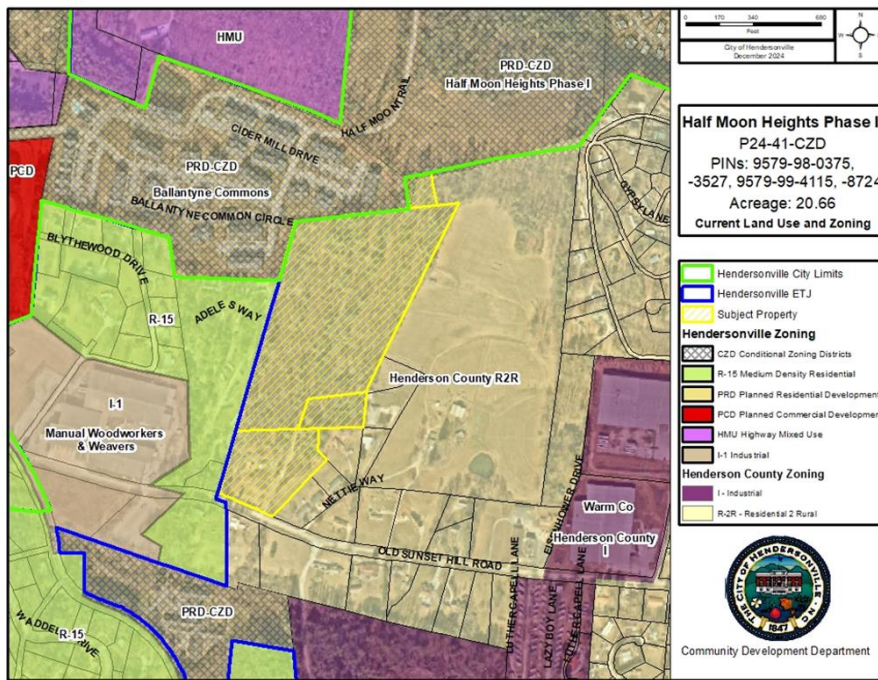 HMU
PRD-CZD
Half Moon Heights Phase I
HALF MOON TRAIL
CIDER MILL DRIVE
PCD
PRD-CZD
Ballantyne Commons
BALLANTYNE COMMON CIRCLE
GYPSY LANE
BLYTHEWOOD DRIVE
ADELES WAY
R-15
Henderson County R2R
I-1
Manual Woodworkers
& Weavers
NETTIE WAY
EISENHOWER DRIVE
Warm Co
Henderson County
I
OLD SUNSET HILL ROAD
LUTHER CAPELL LANE
LAZY BOY LANE
LUTHER CAPELL LANE
PRD-CZD
R-15
WADDELL DRIVE
0 170 340 680
Feet
City of Hendersonville
December 2024
N
W
S
Half Moon Heights Phase I
P24-41-CZD
PINs: 9579-98-0375,
-3527, 9579-99-4115, -8724
Acreage: 20.66
Current Land Use and Zoning
Hendersonville City Limits
Hendersonville ETJ
Subject Property
Hendersonville Zoning
CZD Conditional Zoning Districts
R-15 Medium Density Residential
PRD Planned Residential Development
PCD Planned Commercial Development
HMU Highway Mixed Use
I-1 Industrial
Henderson County Zoning
I - Industrial
R-2R - Residential 2 Rural
THE CITY OF HENDERSONVILLE - N.C.
1847
Community Development Department